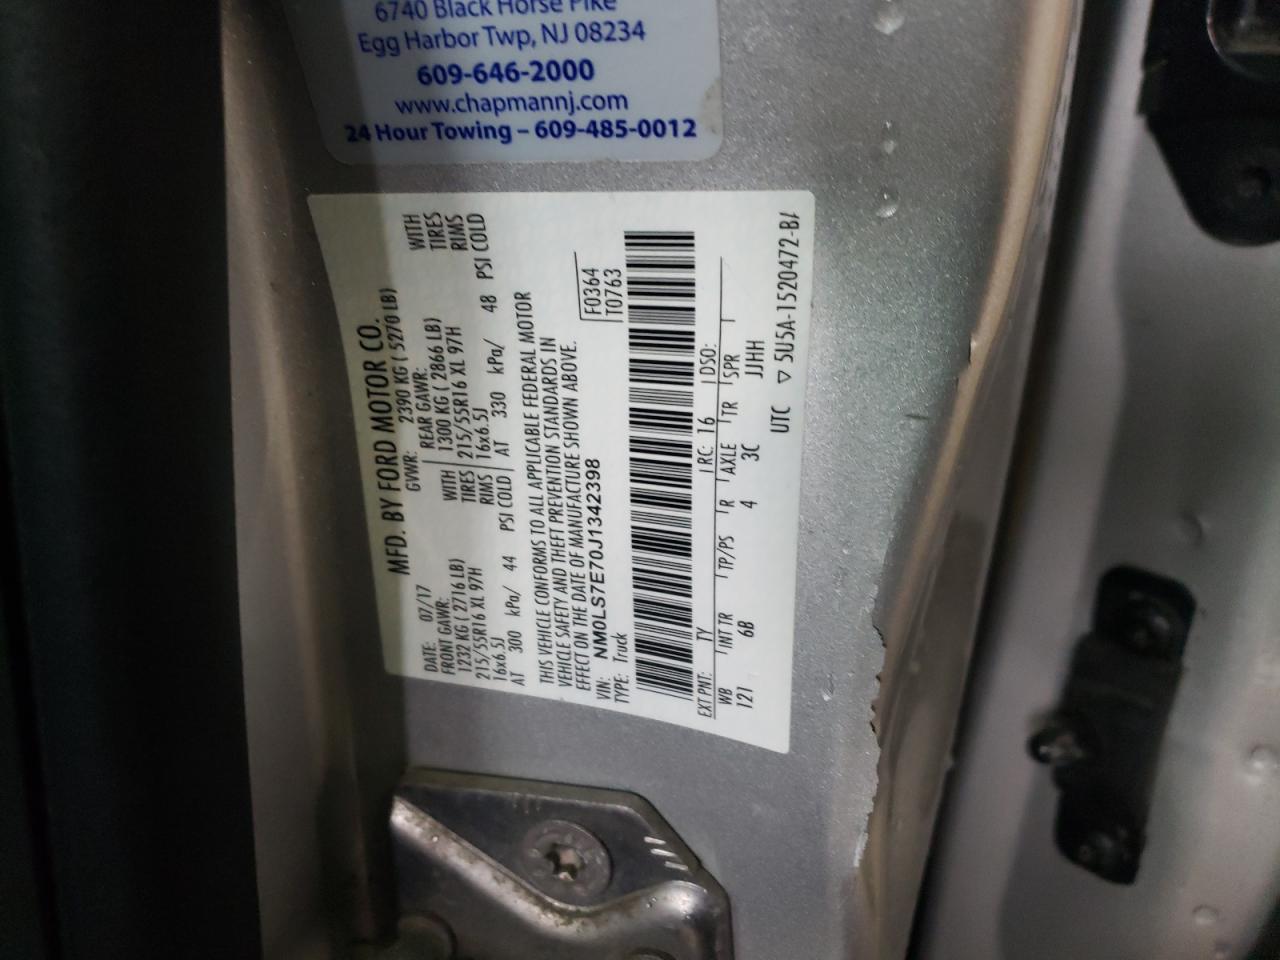 6740 Black Horse Pike
Egg Harbor Twp, NJ 08234
609-646-2000
www.chapmannj.com
24 Hour Towing – 609-485-0012
MFD. BY FORD MOTOR CO.
DATE: 07/17 GVWR: 2390 KG ( 5270 LB)
FRONT GAWR: REAR GAWR:
1232 KG ( 2716 LB) WITH 1300 KG ( 2866 LB) WITH
215/55R16 XL 97H TIRES 215/55R16 XL 97H TIRES
16x6.5J RIMS 16x6.5J RIMS
AT 300 kPa/ 44 PSI COLD AT 330 kPa/ 48 PSI COLD
THIS VEHICLE CONFORMS TO ALL APPLICABLE FEDERAL MOTOR
VEHICLE SAFETY AND THEFT PREVENTION STANDARDS IN
EFFECT ON THE DATE OF MANUFACTURE SHOWN ABOVE.
VIN: NM0LS7E70J1342398 F0364
TYPE: Truck T0763
EXT PNT: TY RC: 16 DSO:
WB INT TR TP/PS R AXLE TR SPR
121 6B 4 3C JJHH
UTC ▽ 5U5A-1520472-BA